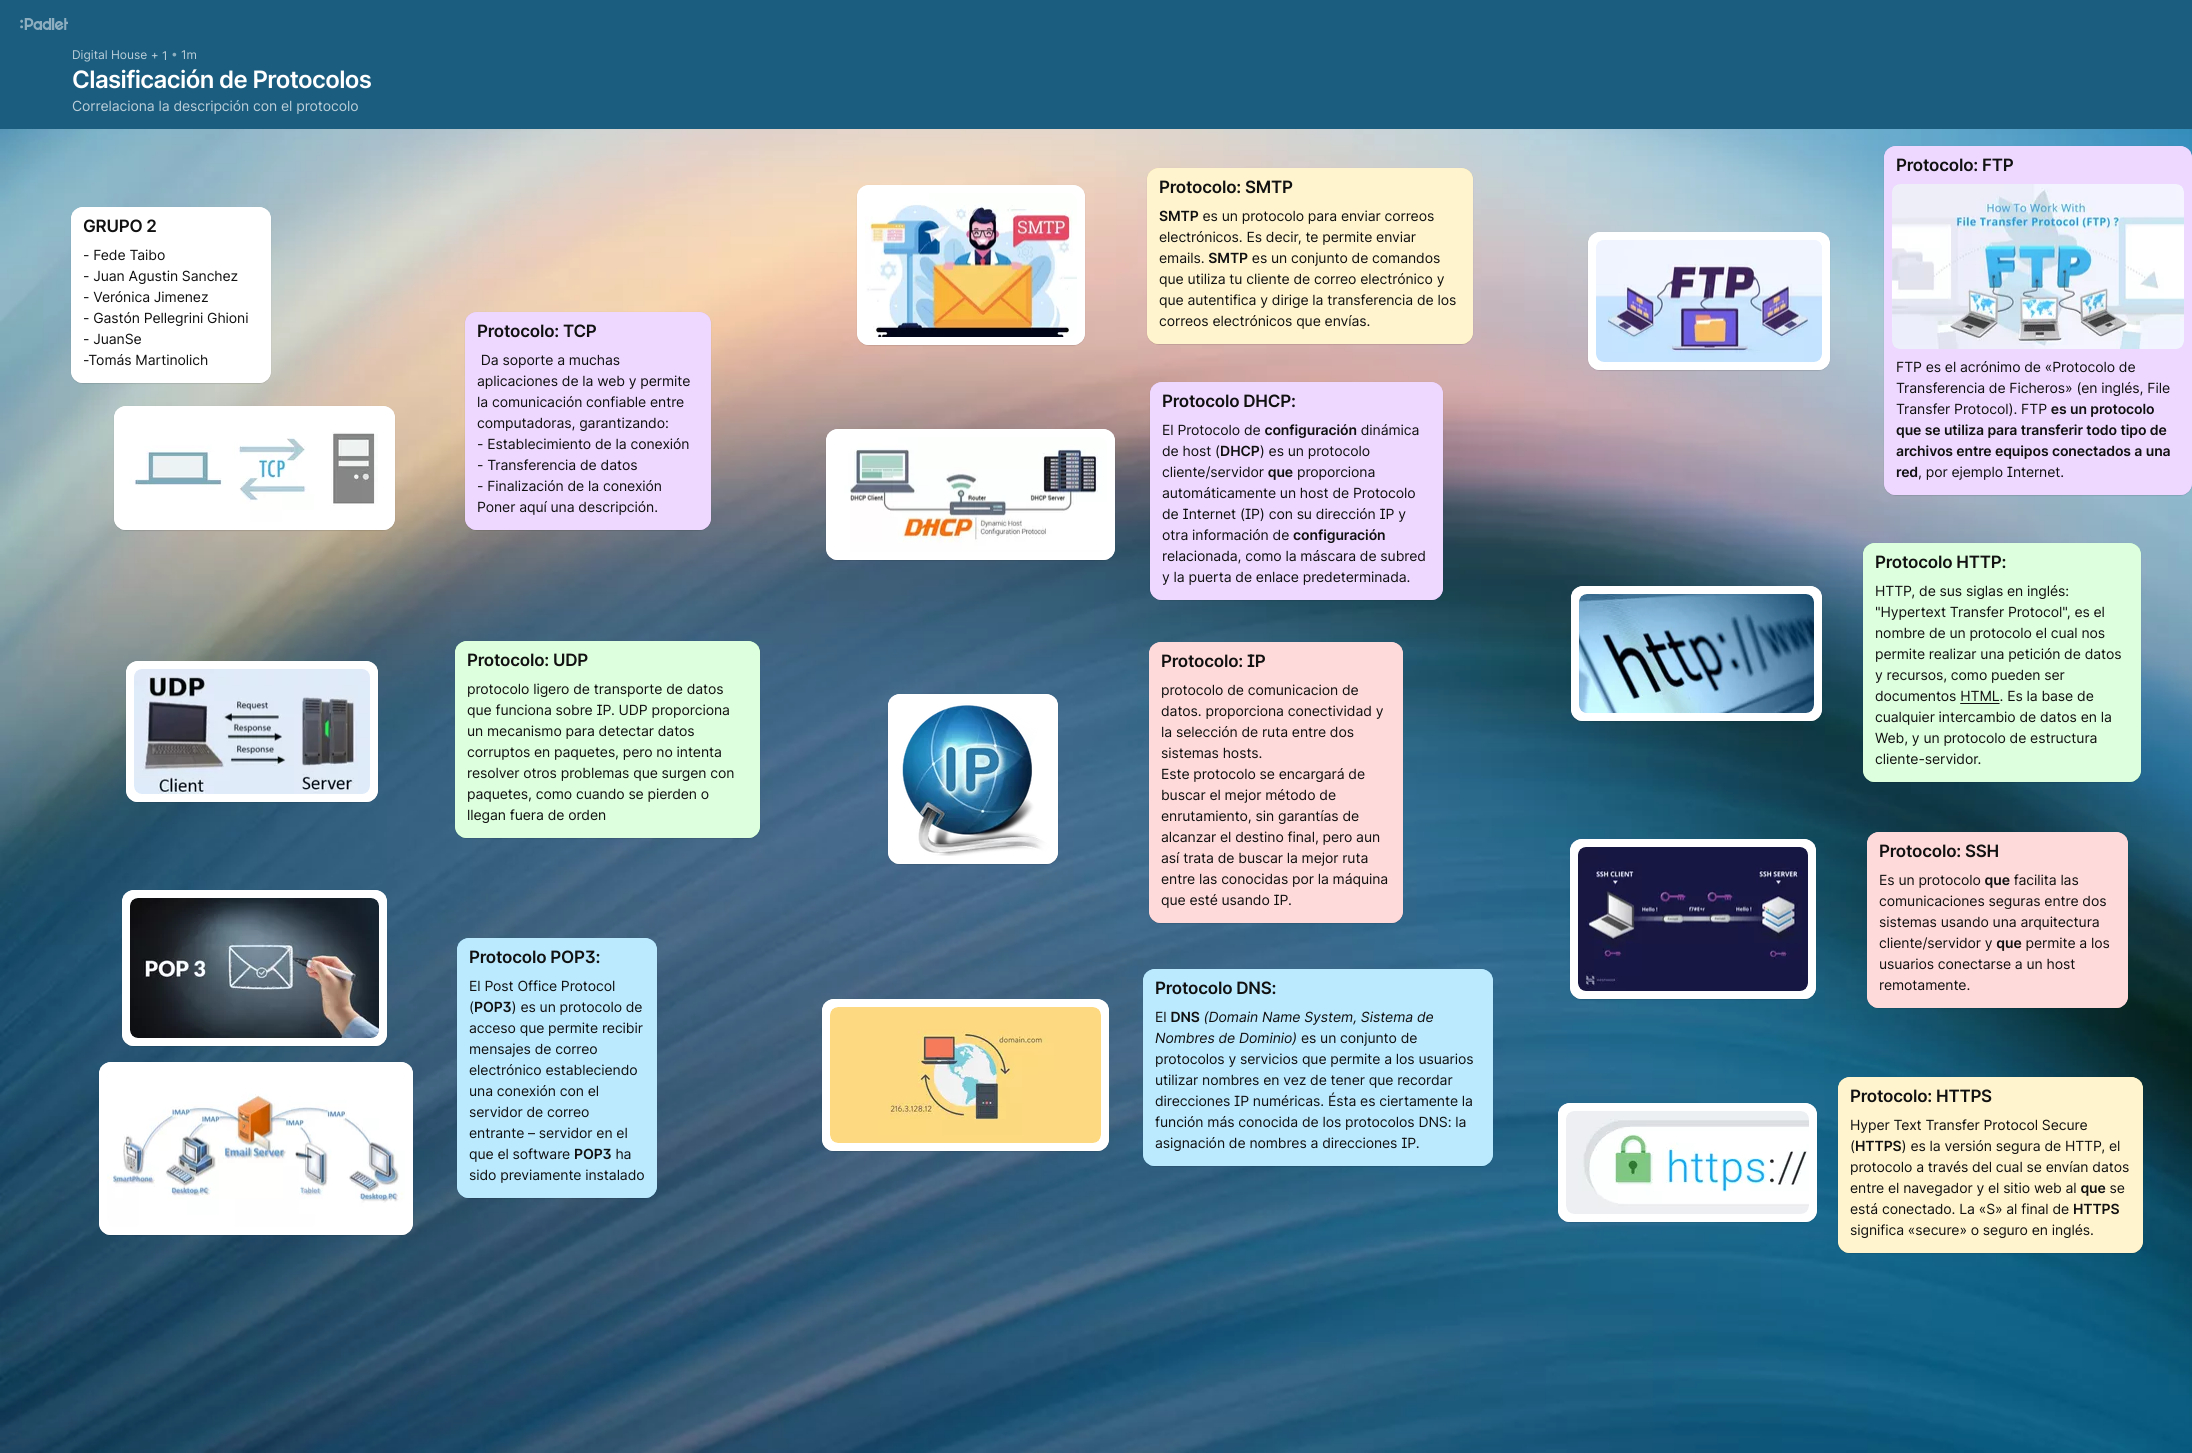 :Padlet
Digital House + 1 • 1m
Clasificación de Protocolos
Correlaciona la descripción con el protocolo
GRUPO 2
- Fede Taibo
- Juan Agustin Sanchez
- Verónica Jimenez
- Gastón Pellegrini Ghioni
- JuanSe
-Tomás Martinolich
TCP
Protocolo: TCP
Da soporte a muchas
aplicaciones de la web y permite
la comunicación confiable entre
computadoras, garantizando:
- Establecimiento de la conexión
- Transferencia de datos
- Finalización de la conexión
Poner aquí una descripción.
UDP
Request
Response
Response
Client
Server
Protocolo: UDP
protocolo ligero de transporte de datos
que funciona sobre IP. UDP proporciona
un mecanismo para detectar datos
corruptos en paquetes, pero no intenta
resolver otros problemas que surgen con
paquetes, como cuando se pierden o
llegan fuera de orden
POP 3
Protocolo POP3:
El Post Office Protocol
(POP3) es un protocolo de
acceso que permite recibir
mensajes de correo
electrónico estableciendo
una conexión con el
servidor de correo
entrante – servidor en el
que el software POP3 ha
sido previamente instalado
IMAP
IMAP
IMAP
IMAP
Email Server
SmartPhone
Desktop PC
Tablet
Desktop PC
SMTP
Protocolo: SMTP
SMTP es un protocolo para enviar correos
electrónicos. Es decir, te permite enviar
emails. SMTP es un conjunto de comandos
que utiliza tu cliente de correo electrónico y
que autentifica y dirige la transferencia de los
correos electrónicos que envías.
DHCP Client
Router
DHCP Server
DHCP
Dynamic Host
Configuration Protocol
Protocolo DHCP:
El Protocolo de configuración dinámica
de host (DHCP) es un protocolo
cliente/servidor que proporciona
automáticamente un host de Protocolo
de Internet (IP) con su dirección IP y
otra información de configuración
relacionada, como la máscara de subred
y la puerta de enlace predeterminada.
IP
Protocolo: IP
protocolo de comunicacion de
datos. proporciona conectividad y
la selección de ruta entre dos
sistemas hosts.
Este protocolo se encargará de
buscar el mejor método de
enrutamiento, sin garantías de
alcanzar el destino final, pero aun
así trata de buscar la mejor ruta
entre las conocidas por la máquina
que esté usando IP.
domain.com
216.3.128.12
Protocolo DNS:
El DNS (Domain Name System, Sistema de
Nombres de Dominio) es un conjunto de
protocolos y servicios que permite a los usuarios
utilizar nombres en vez de tener que recordar
direcciones IP numéricas. Ésta es ciertamente la
función más conocida de los protocolos DNS: la
asignación de nombres a direcciones IP.
FTP
Protocolo: FTP
How To Work With
File Transfer Protocol (FTP) ?
FTP
FTP es el acrónimo de «Protocolo de
Transferencia de Ficheros» (en inglés, File
Transfer Protocol). FTP es un protocolo
que se utiliza para transferir todo tipo de
archivos entre equipos conectados a una
red, por ejemplo Internet.
http://www
Protocolo HTTP:
HTTP, de sus siglas en inglés:
"Hypertext Transfer Protocol", es el
nombre de un protocolo el cual nos
permite realizar una petición de datos
y recursos, como pueden ser
documentos HTML. Es la base de
cualquier intercambio de datos en la
Web, y un protocolo de estructura
cliente-servidor.
SSH CLIENT
SSH SERVER
Hello !
Hello !
Protocolo: SSH
Es un protocolo que facilita las
comunicaciones seguras entre dos
sistemas usando una arquitectura
cliente/servidor y que permite a los
usuarios conectarse a un host
remotamente.
https://
Protocolo: HTTPS
Hyper Text Transfer Protocol Secure
(HTTPS) es la versión segura de HTTP, el
protocolo a través del cual se envían datos
entre el navegador y el sitio web al que se
está conectado. La «S» al final de HTTPS
significa «secure» o seguro en inglés.